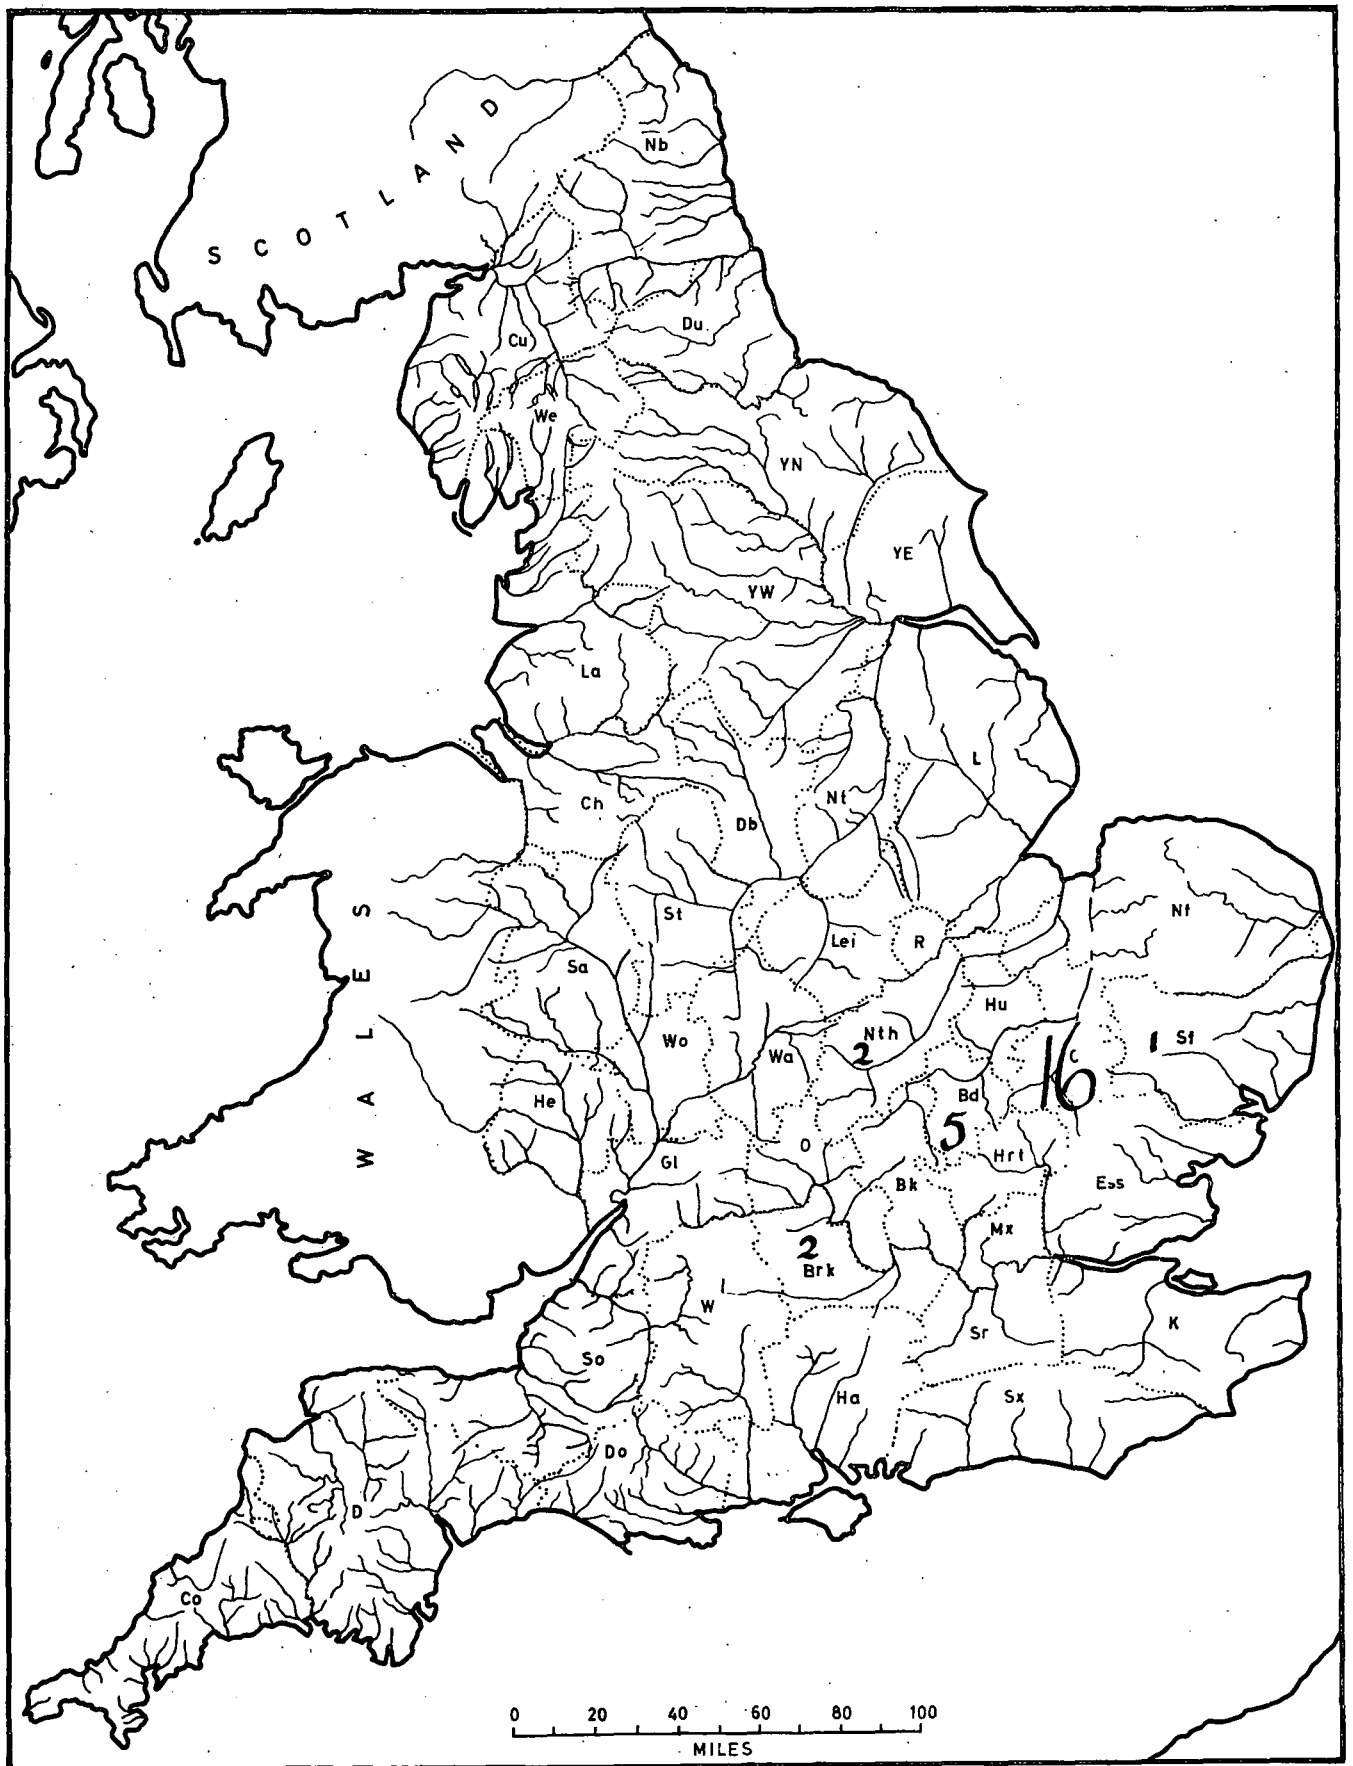 SCOTLAND
Nb
Cu
Du
We
YN
YE
YW
La
L
Ch
Db
Nt
WALES
St
Lei
R
Nf
Sa
Hu
Wo
Wa
Nth
2
C
16
1
Sf
He
Bd
5
O
Hrt
Gl
Bk
Ess
Mx
2
Brk
W
Sr
K
So
Ha
Sx
Do
D
Co
0 20 40 60 80 100
MILES